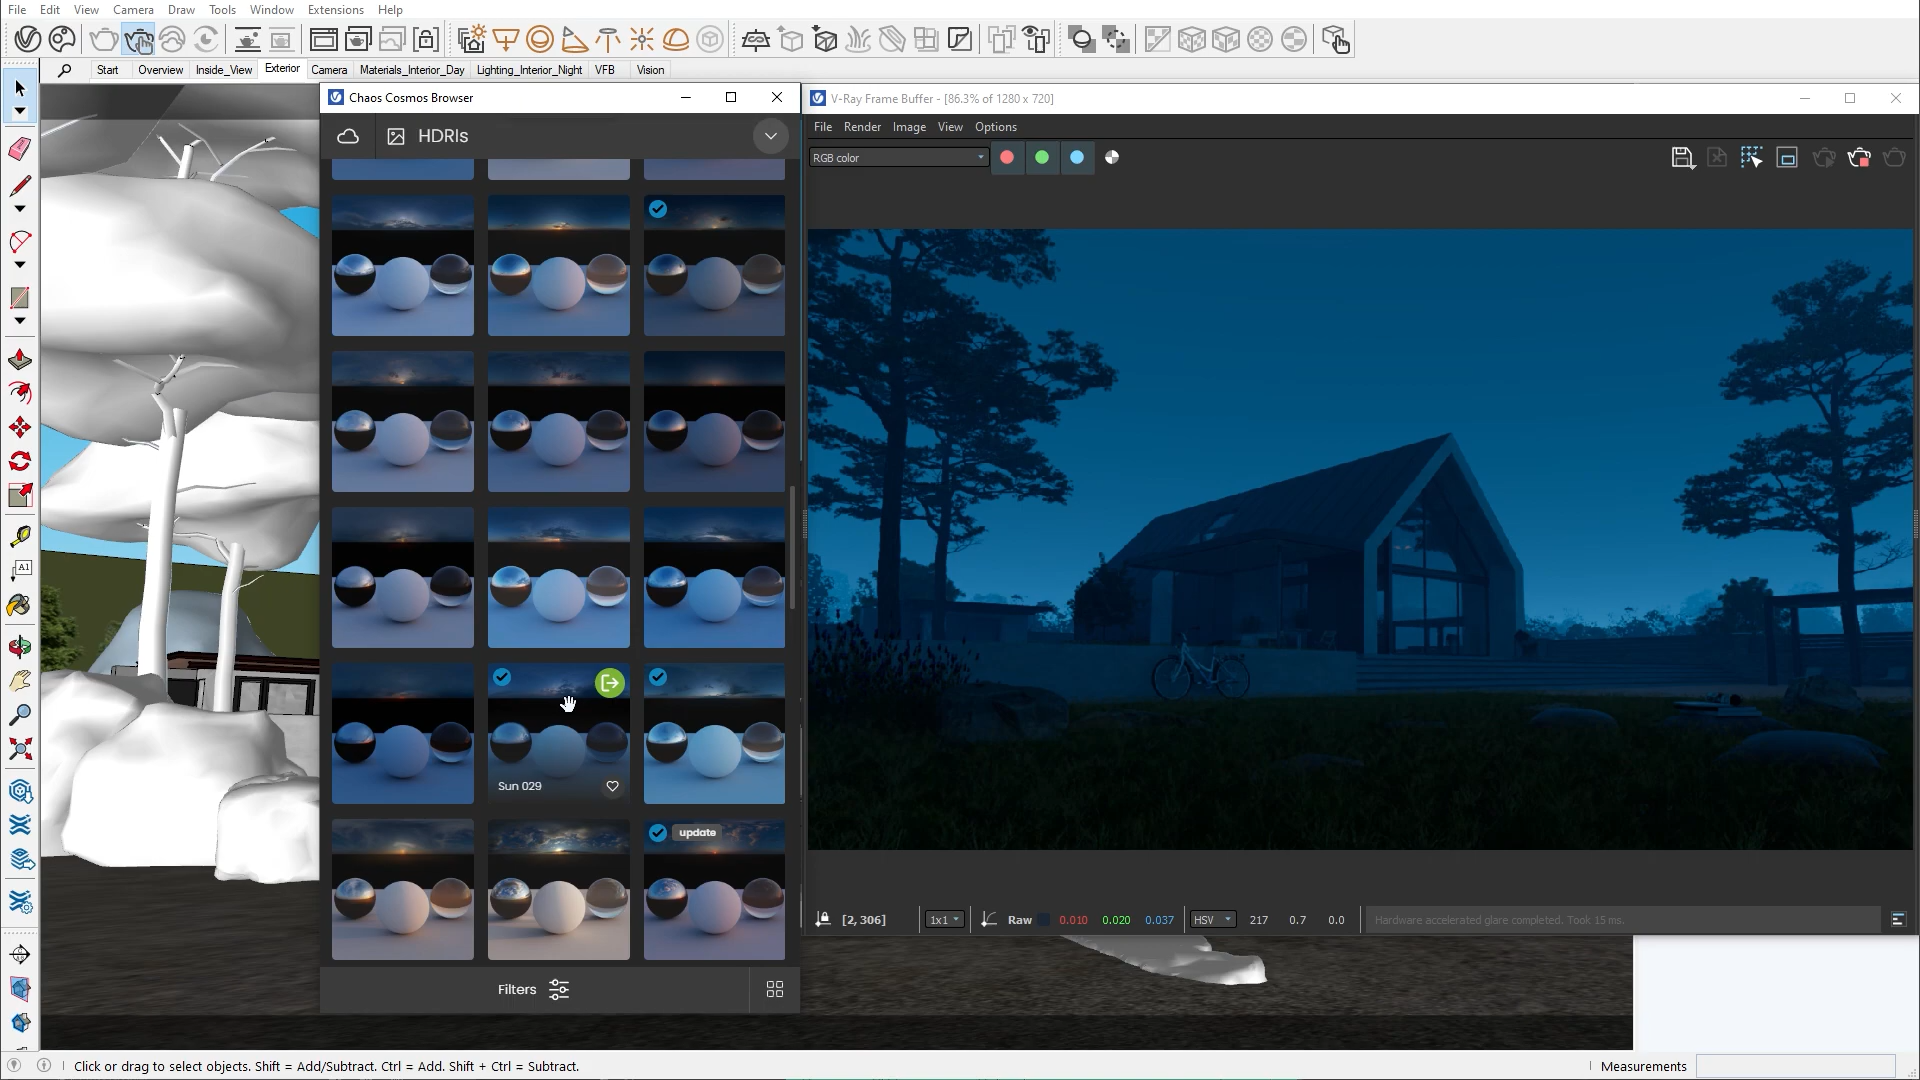 File Edit View Camera Draw Tools Window Extensions Help
Start Overview Inside_View Exterior Camera Materials_Interior_Day Lighting_Interior_Night VFB Vision
Chaos Cosmos Browser
HDRIs
Sun 029
update
Filters
V-Ray Frame Buffer - [86.3% of 1280 x 720]
File Render Image View Options
RGB color
[2, 306] 1x1 Raw 0.010 0.020 0.037 HSV 217 0.7 0.0 Hardware accelerated glare completed. Took 15 ms.
A1
Click or drag to select objects. Shift = Add/Subtract. Ctrl = Add. Shift + Ctrl = Subtract.
Measurements